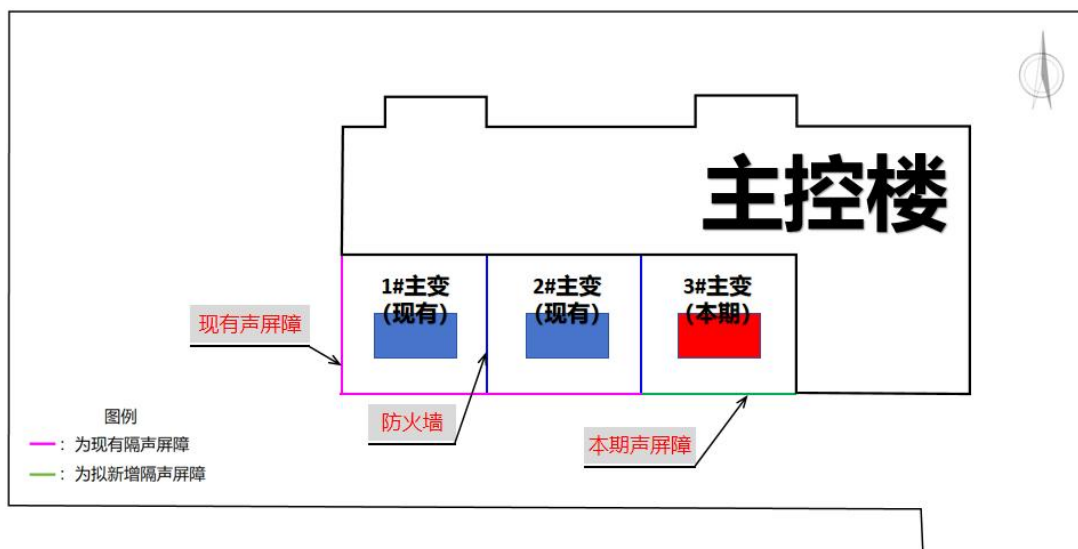 主控楼
1#主变
（现有）
2#主变
（现有）
3#主变
（本期）
现有声屏障
防火墙
本期声屏障
图例
：为现有隔声屏障
：为拟新增隔声屏障